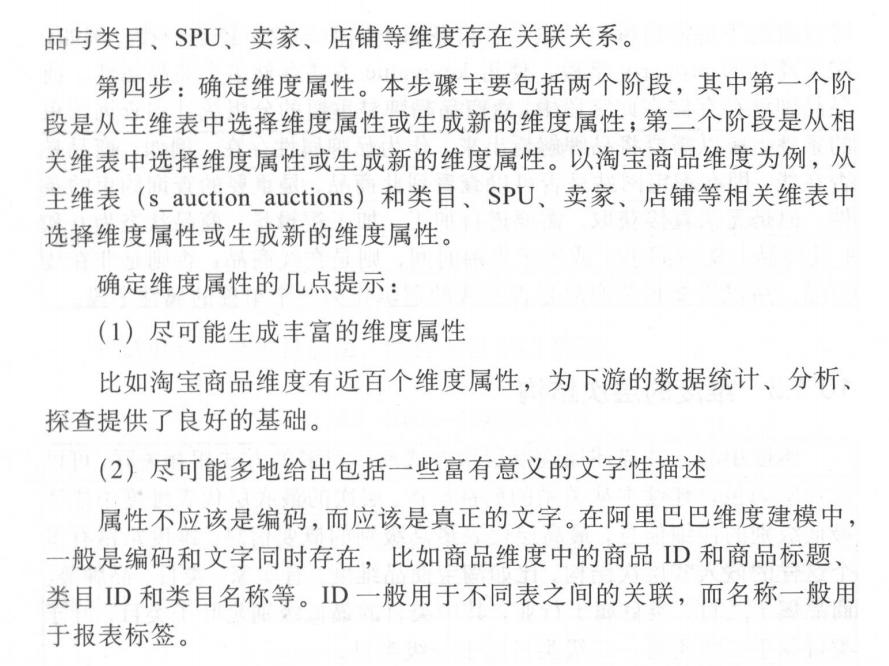 品与类目、SPU、卖家、店铺等维度存在关联关系。
第四步：确定维度属性。本步骤主要包括两个阶段，其中第一个阶
段是从主维表中选择维度属性或生成新的维度属性；第二个阶段是从相
关维表中选择维度属性或生成新的维度属性。以淘宝商品维度为例，从
主维表（s_auction_auctions）和类目、SPU、卖家、店铺等相关维表中
选择维度属性或生成新的维度属性。
确定维度属性的几点提示：
（1）尽可能生成丰富的维度属性
比如淘宝商品维度有近百个维度属性，为下游的数据统计、分析、
探查提供了良好的基础。
（2）尽可能多地给出包括一些富有意义的文字性描述
属性不应该是编码，而应该是真正的文字。在阿里巴巴维度建模中，
一般是编码和文字同时存在，比如商品维度中的商品 ID 和商品标题、
类目 ID 和类目名称等。ID 一般用于不同表之间的关联，而名称一般用
于报表标签。